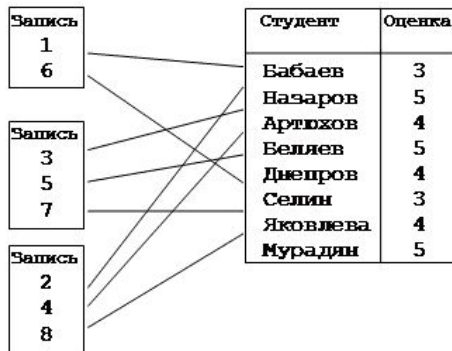 Запись
1
6
Запись
3
5
7
Запись
2
4
8
Студент Оценка
Бабаев 3
Назаров 5
Артюхов 4
Беляев 5
Днепров 4
Селин 3
Яковлева 4
Мурадян 5